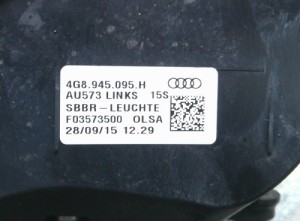 4G8.945.095.H
AU573 LINKS 15S
SBBR-LEUCHTE
F03573500 OLSA
28/09/15 12.29